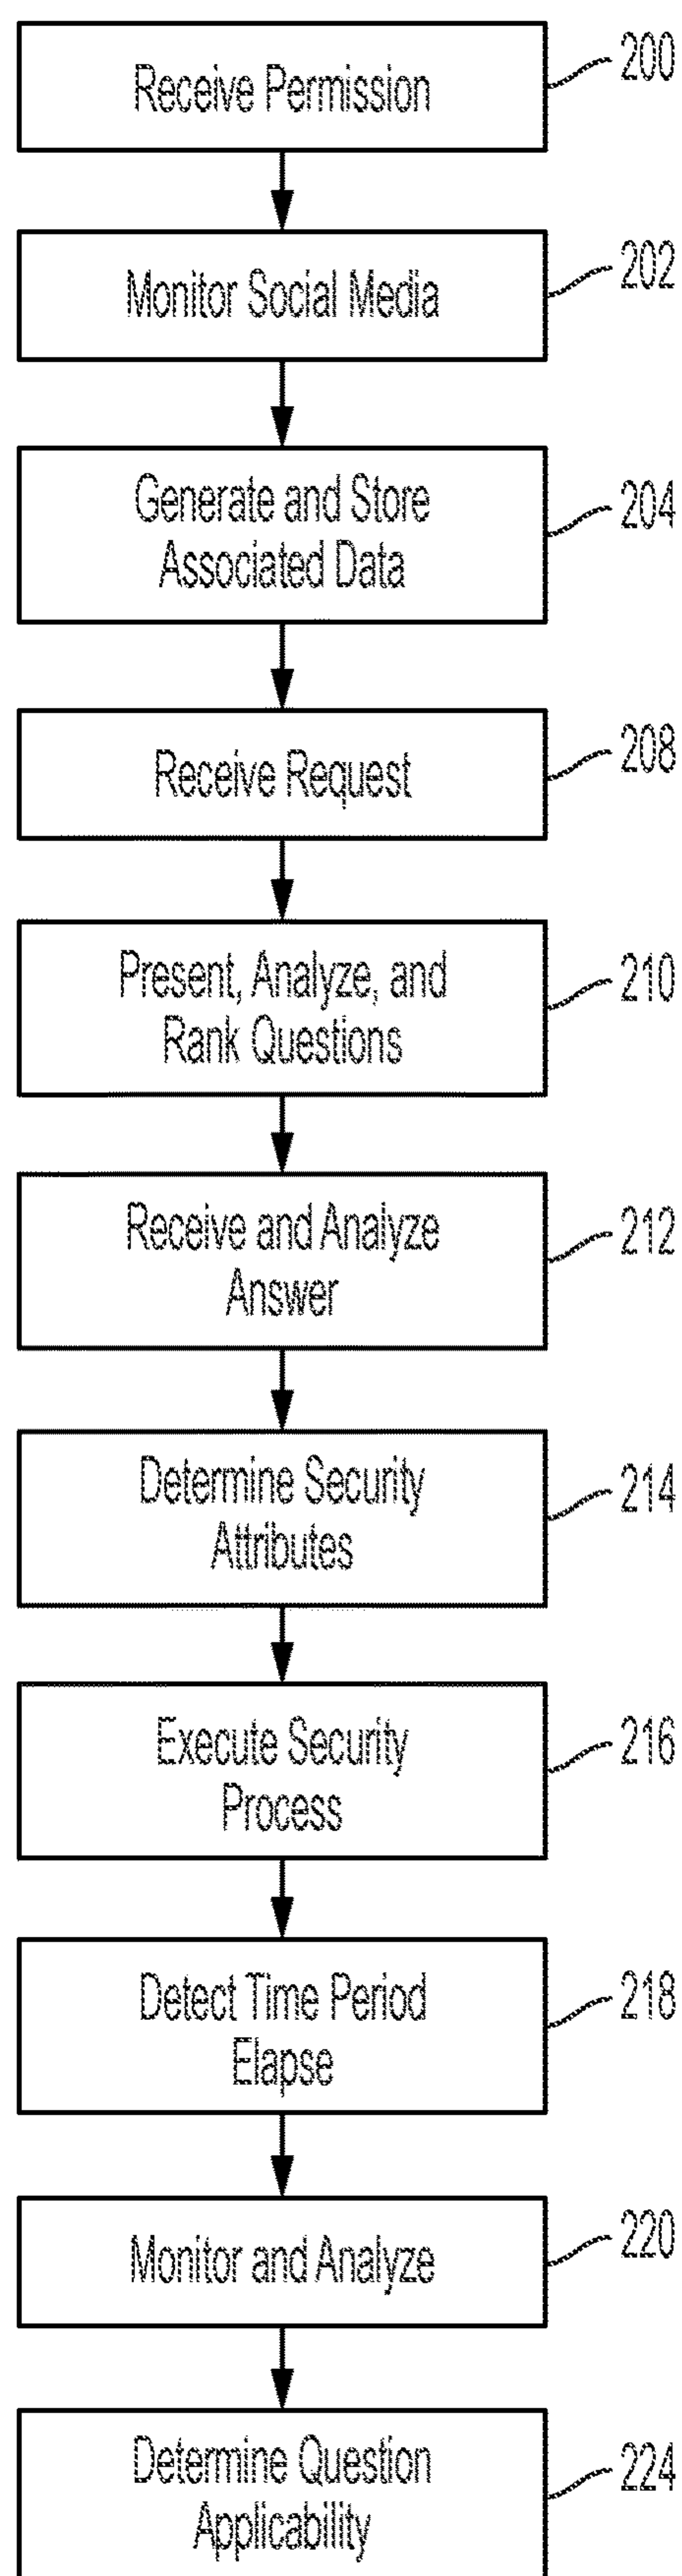 Receive Permission
200
Monitor Social Media
202
Generate and Store
Associated Data
204
Receive Request
208
Present, Analyze, and
Rank Questions
210
Receive and Analyze
Answer
212
Determine Security
Attributes
214
Execute Security
Process
216
Detect Time Period
Elapse
218
Monitor and Analyze
220
Determine Question
Applicability
224